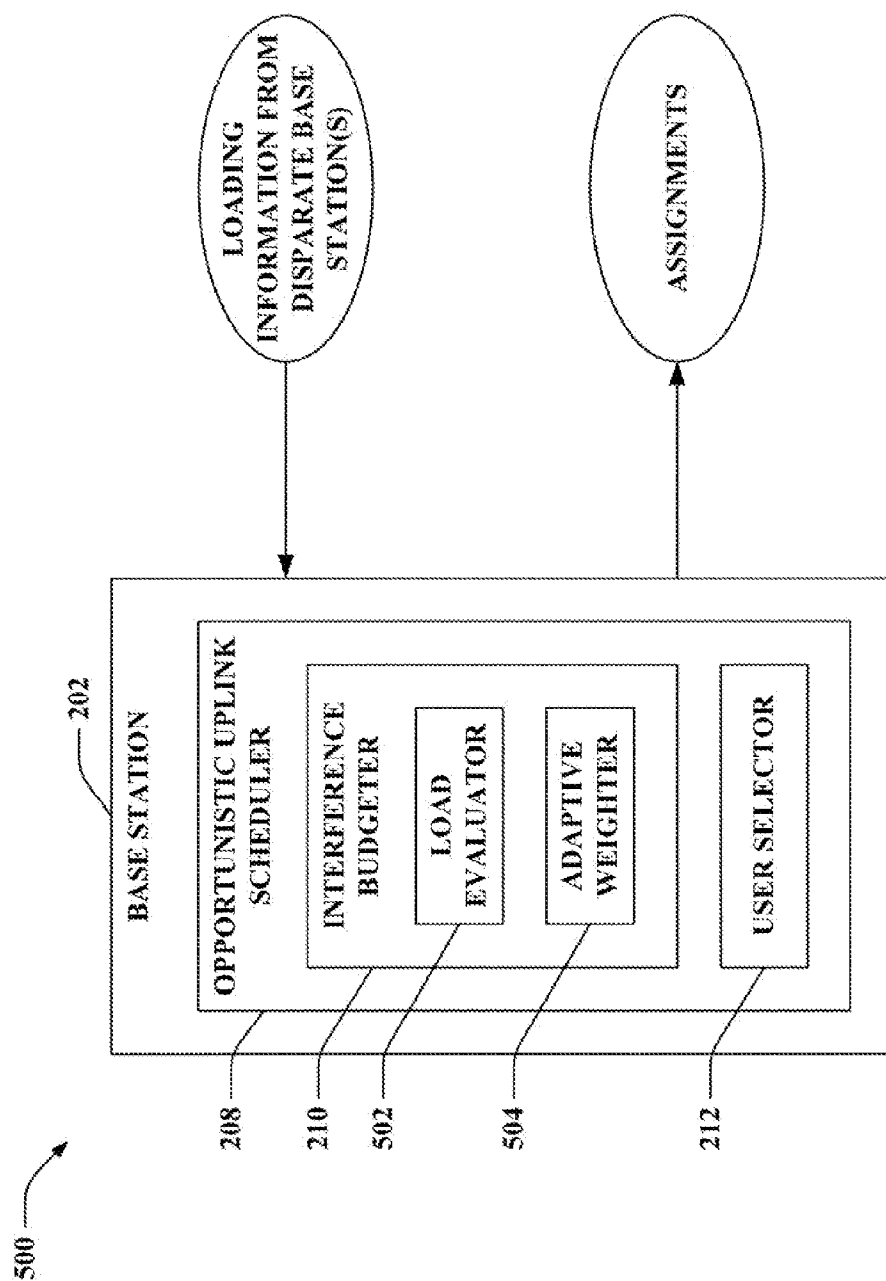 500
202
BASE STATION
208
OPPORTUNISTIC UPLINK
SCHEDULER
210
INTERFERENCE
BUDGETER
502
LOAD
EVALUATOR
504
ADAPTIVE
WEIGHTER
212
USER SELECTOR
LOADING
INFORMATION FROM
DISPARATE BASE
STATION(S)
ASSIGNMENTS